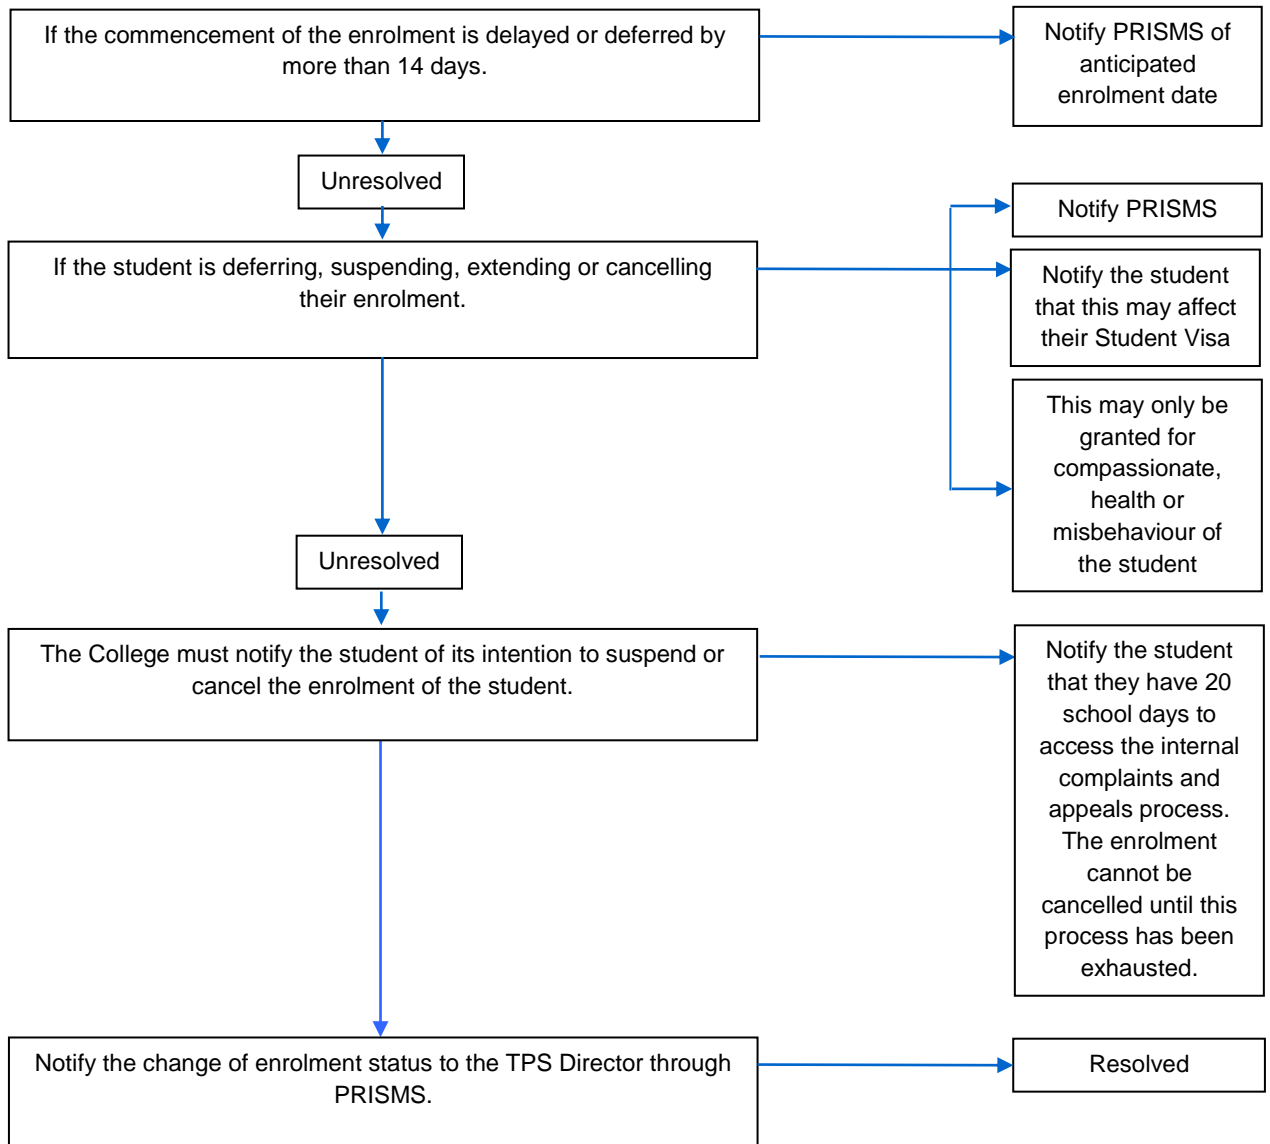 If the commencement of the enrolment is delayed or deferred by
more than 14 days.
Notify PRISMS of
anticipated
enrolment date
Unresolved
Notify PRISMS
If the student is deferring, suspending, extending or cancelling
their enrolment.
Notify the student
that this may affect
their Student Visa
This may only be
granted for
compassionate,
health or
misbehaviour of
the student
Unresolved
The College must notify the student of its intention to suspend or
cancel the enrolment of the student.
Notify the student
that they have 20
school days to
access the internal
complaints and
appeals process.
The enrolment
cannot be
cancelled until this
process has been
exhausted.
Notify the change of enrolment status to the TPS Director through
PRISMS.
Resolved